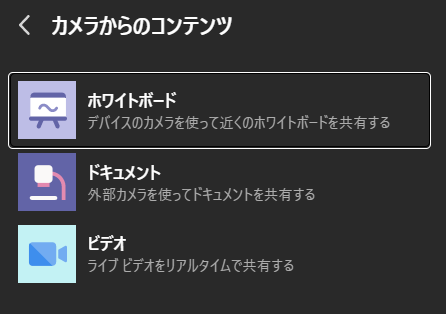 カメラからのコンテンツ
ホワイトボード
デバイスのカメラを使って近くのホワイトボードを共有する
ドキュメント
外部カメラを使ってドキュメントを共有する
ビデオ
ライブ ビデオをリアルタイムで共有する